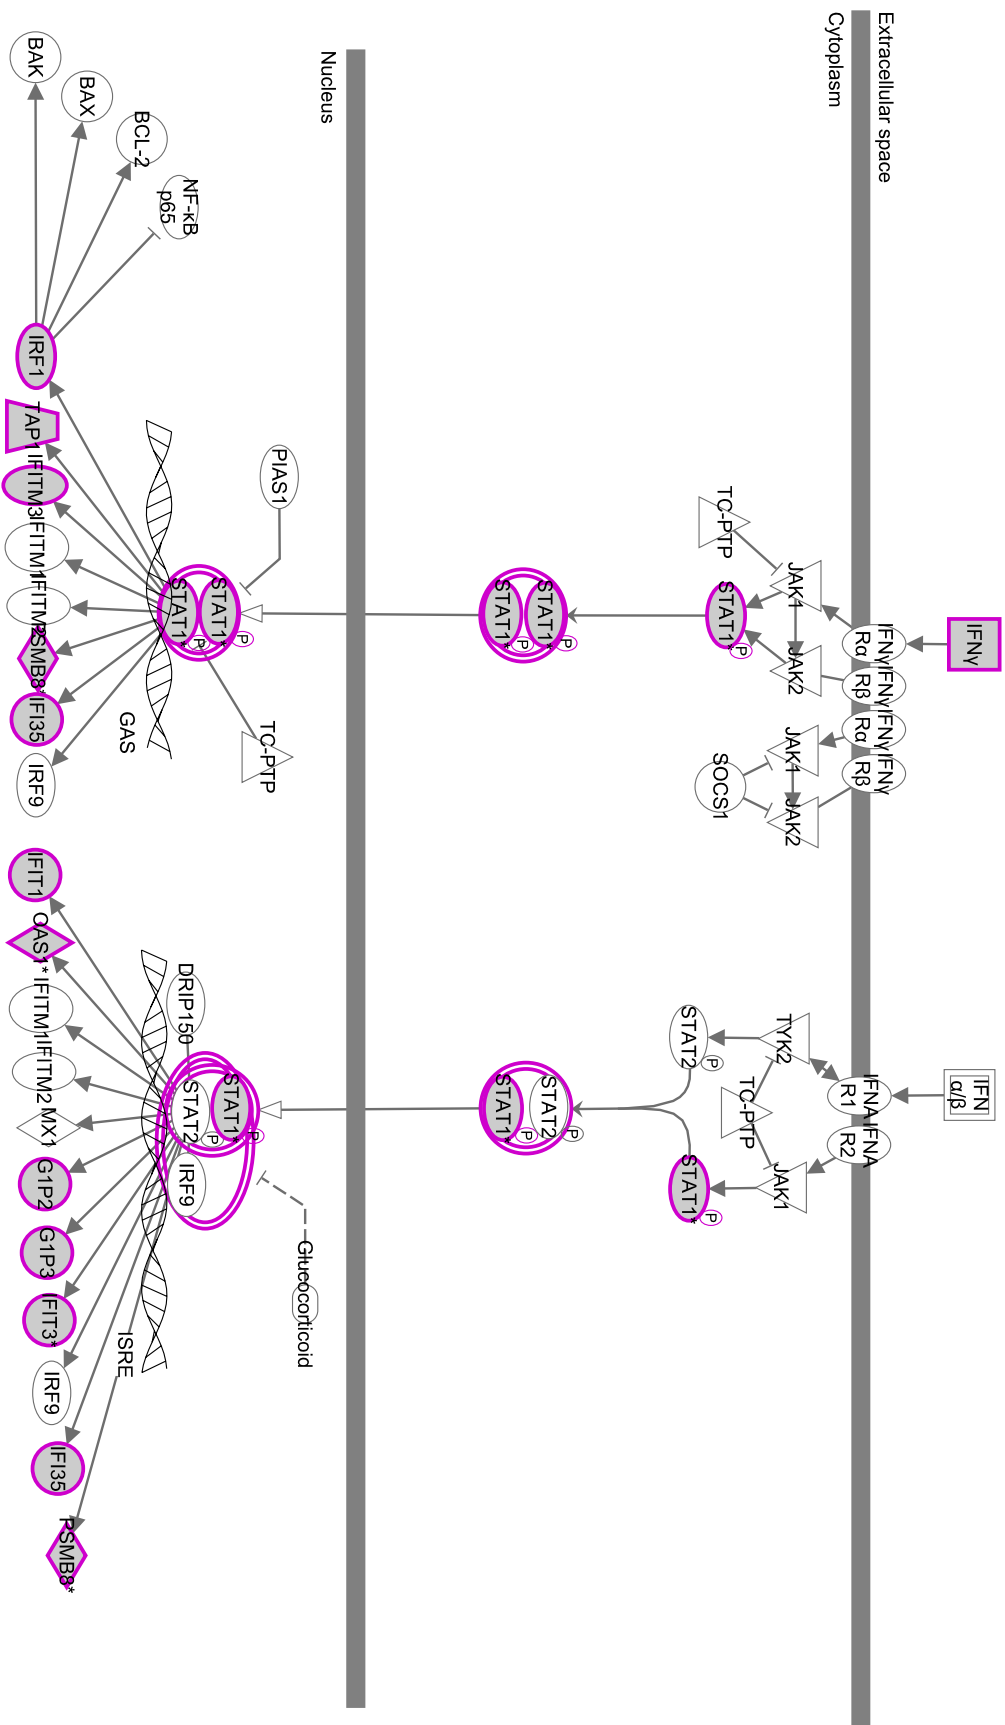 Extracellular space
Cytoplasm
IFNγ
IFN
α/β
IFNγ
Rα
IFNγ
Rβ
IFNγ
Rα
IFNγ
Rβ
IFNA
R1
IFNA
R2
JAK1
JAK2
JAK1
JAK2
TYK2
JAK1
TC-PTP
SOCS1
TC-PTP
STAT1*
P
STAT2
P
STAT1*
P
STAT1*
P
STAT1*
P
STAT2
P
STAT1*
P
Nucleus
PIAS1
TC-PTP
Glucocorticoid
STAT1*
P
STAT1*
P
GAS
DRIP150
STAT1*
P
STAT2
P
IRF9
ISRE
NF-κB
p65
BCL-2
BAX
BAK
IRF1
TAP1
IFITM3
IFITM1
IFITM2
PSMB8*
IFI35
IRF9
IFIT1
OAS1*
IFITM1
IFITM2
MX1
G1P2
G1P3
IFIT3*
IRF9
IFI35
PSMB8*